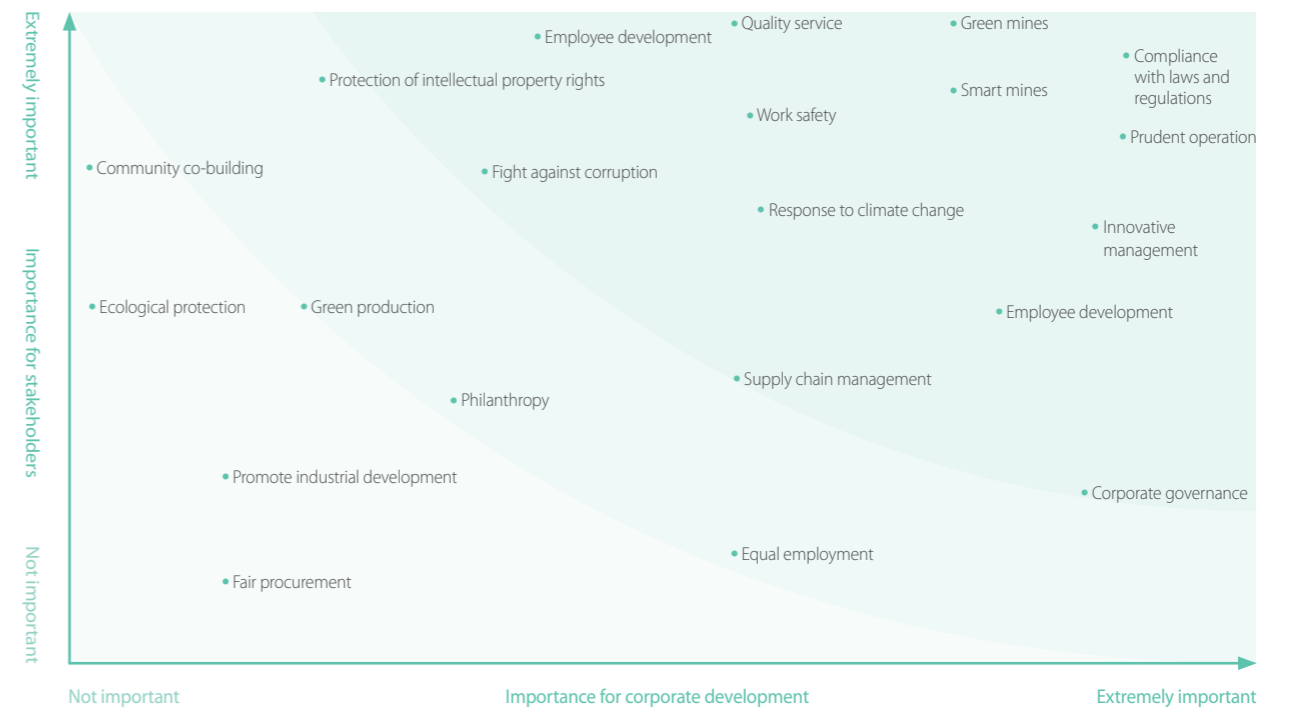 Extremely important
Importance for stakeholders
Not important
Quality service
Green mines
Employee development
Compliance
with laws and
regulations
Protection of intellectual property rights
Smart mines
Work safety
Prudent operation
Community co-building
Fight against corruption
Response to climate change
Innovative
management
Ecological protection
Green production
Employee development
Supply chain management
Philanthropy
Promote industrial development
Corporate governance
Equal employment
Fair procurement
Not important
Importance for corporate development
Extremely important